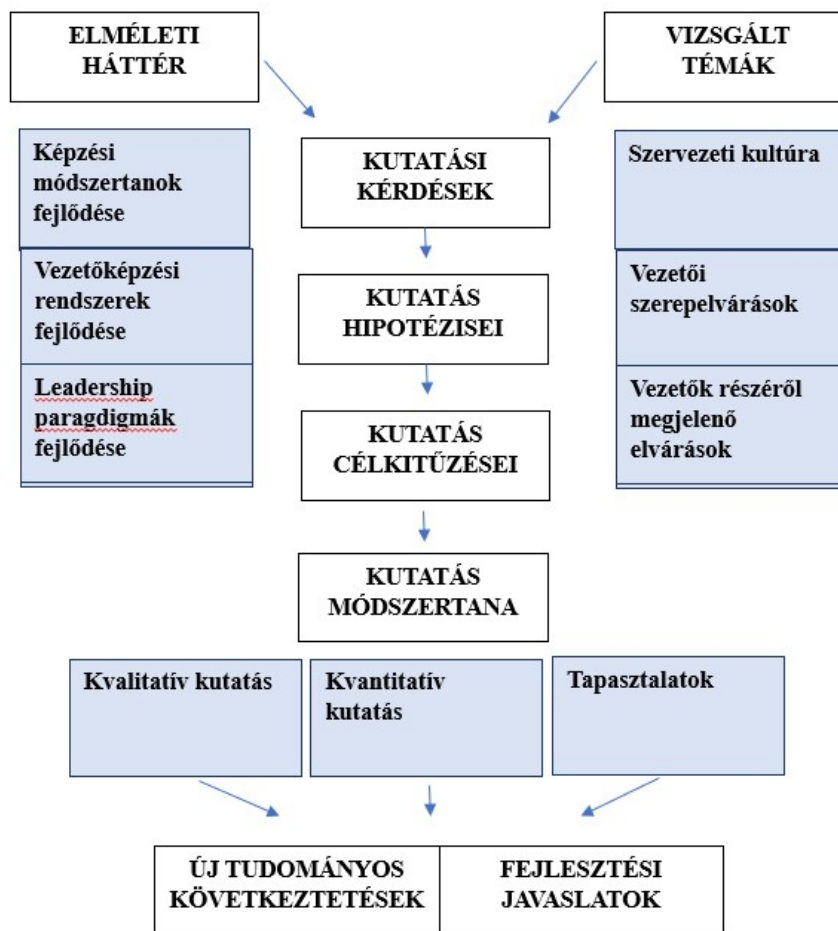 ELMÉLETI
HÁTTÉR
VIZSGÁLT
TÉMÁK
Képzési
módszertanok
fejlődése
KUTATÁSI
KÉRDÉSEK
Szervezeti kultúra
Vezetőképzési
rendszerek
fejlődése
KUTATÁS
HIPOTÉZISEI
Vezetői
szerepelvárások
Leadership
paragdigmák
fejlődése
KUTATÁS
CÉLKITŰZÉSEI
Vezetők részéről
megjelenő
elvárások
KUTATÁS
MÓDSZERTANA
Kvalitatív kutatás
Kvantitatív
kutatás
Tapasztalatok
ÚJ TUDOMÁNYOS
KÖVETKEZTETÉSEK
FEJLESZTÉSI
JAVASLATOK